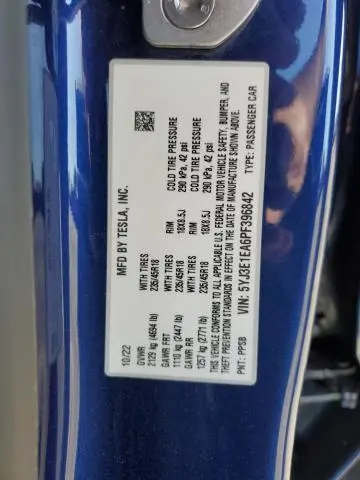 MFD BY TESLA, INC.
10/22
GVWR WITH TIRES RIM COLD TIRE PRESSURE
2129 kg (4694 lb) 235/45R18 18X8.5J 290 kPa, 42 psi
GAWR FRT WITH TIRES RIM COLD TIRE PRESSURE
1110 kg (2447 lb) 235/45R18 18X8.5J 290 kPa, 42 psi
GAWR RR WITH TIRES RIM COLD TIRE PRESSURE
1257 kg (2771 lb) 235/45R18 18X8.5J 290 kPa, 42 psi
THIS VEHICLE CONFORMS TO ALL APPLICABLE U.S. FEDERAL MOTOR VEHICLE SAFETY, BUMPER, AND
THEFT PREVENTION STANDARDS IN EFFECT ON THE DATE OF MANUFACTURE SHOWN ABOVE.
VIN: 5YJ3E1EA6PF396842
PNT: PPSB TYPE: PASSENGER CAR